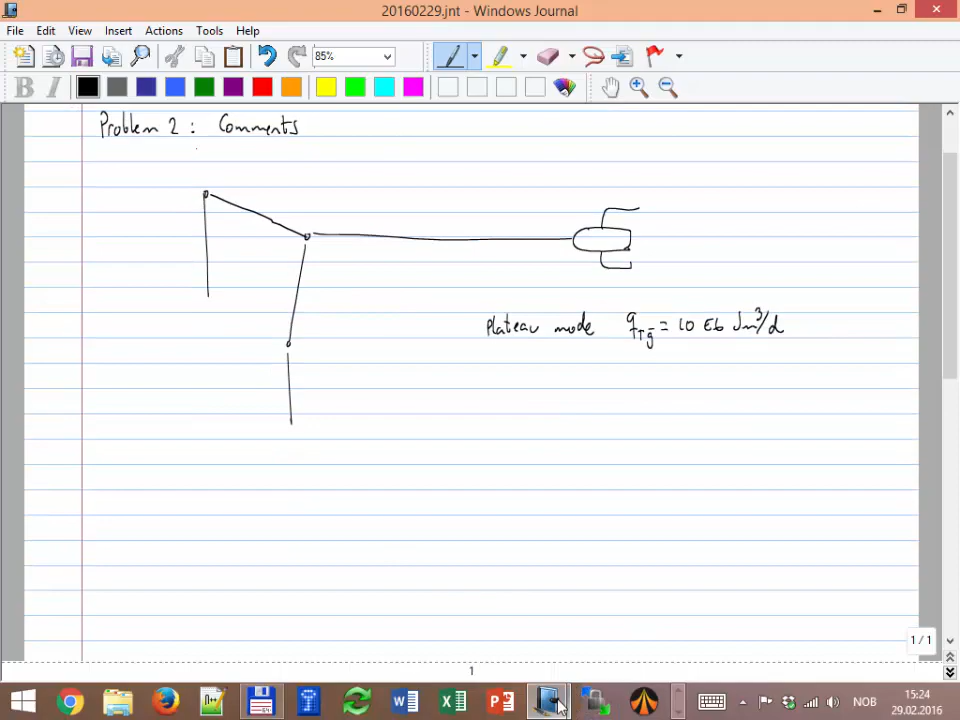 20160229.jnt - Windows Journal
File Edit View Insert Actions Tools Help
85%
B I
Problem 2 : Comments
Plateau mode q_Tg̅ = 10 E6 Sm³/d
1 / 1
1
NOB
15:24
29.02.2016